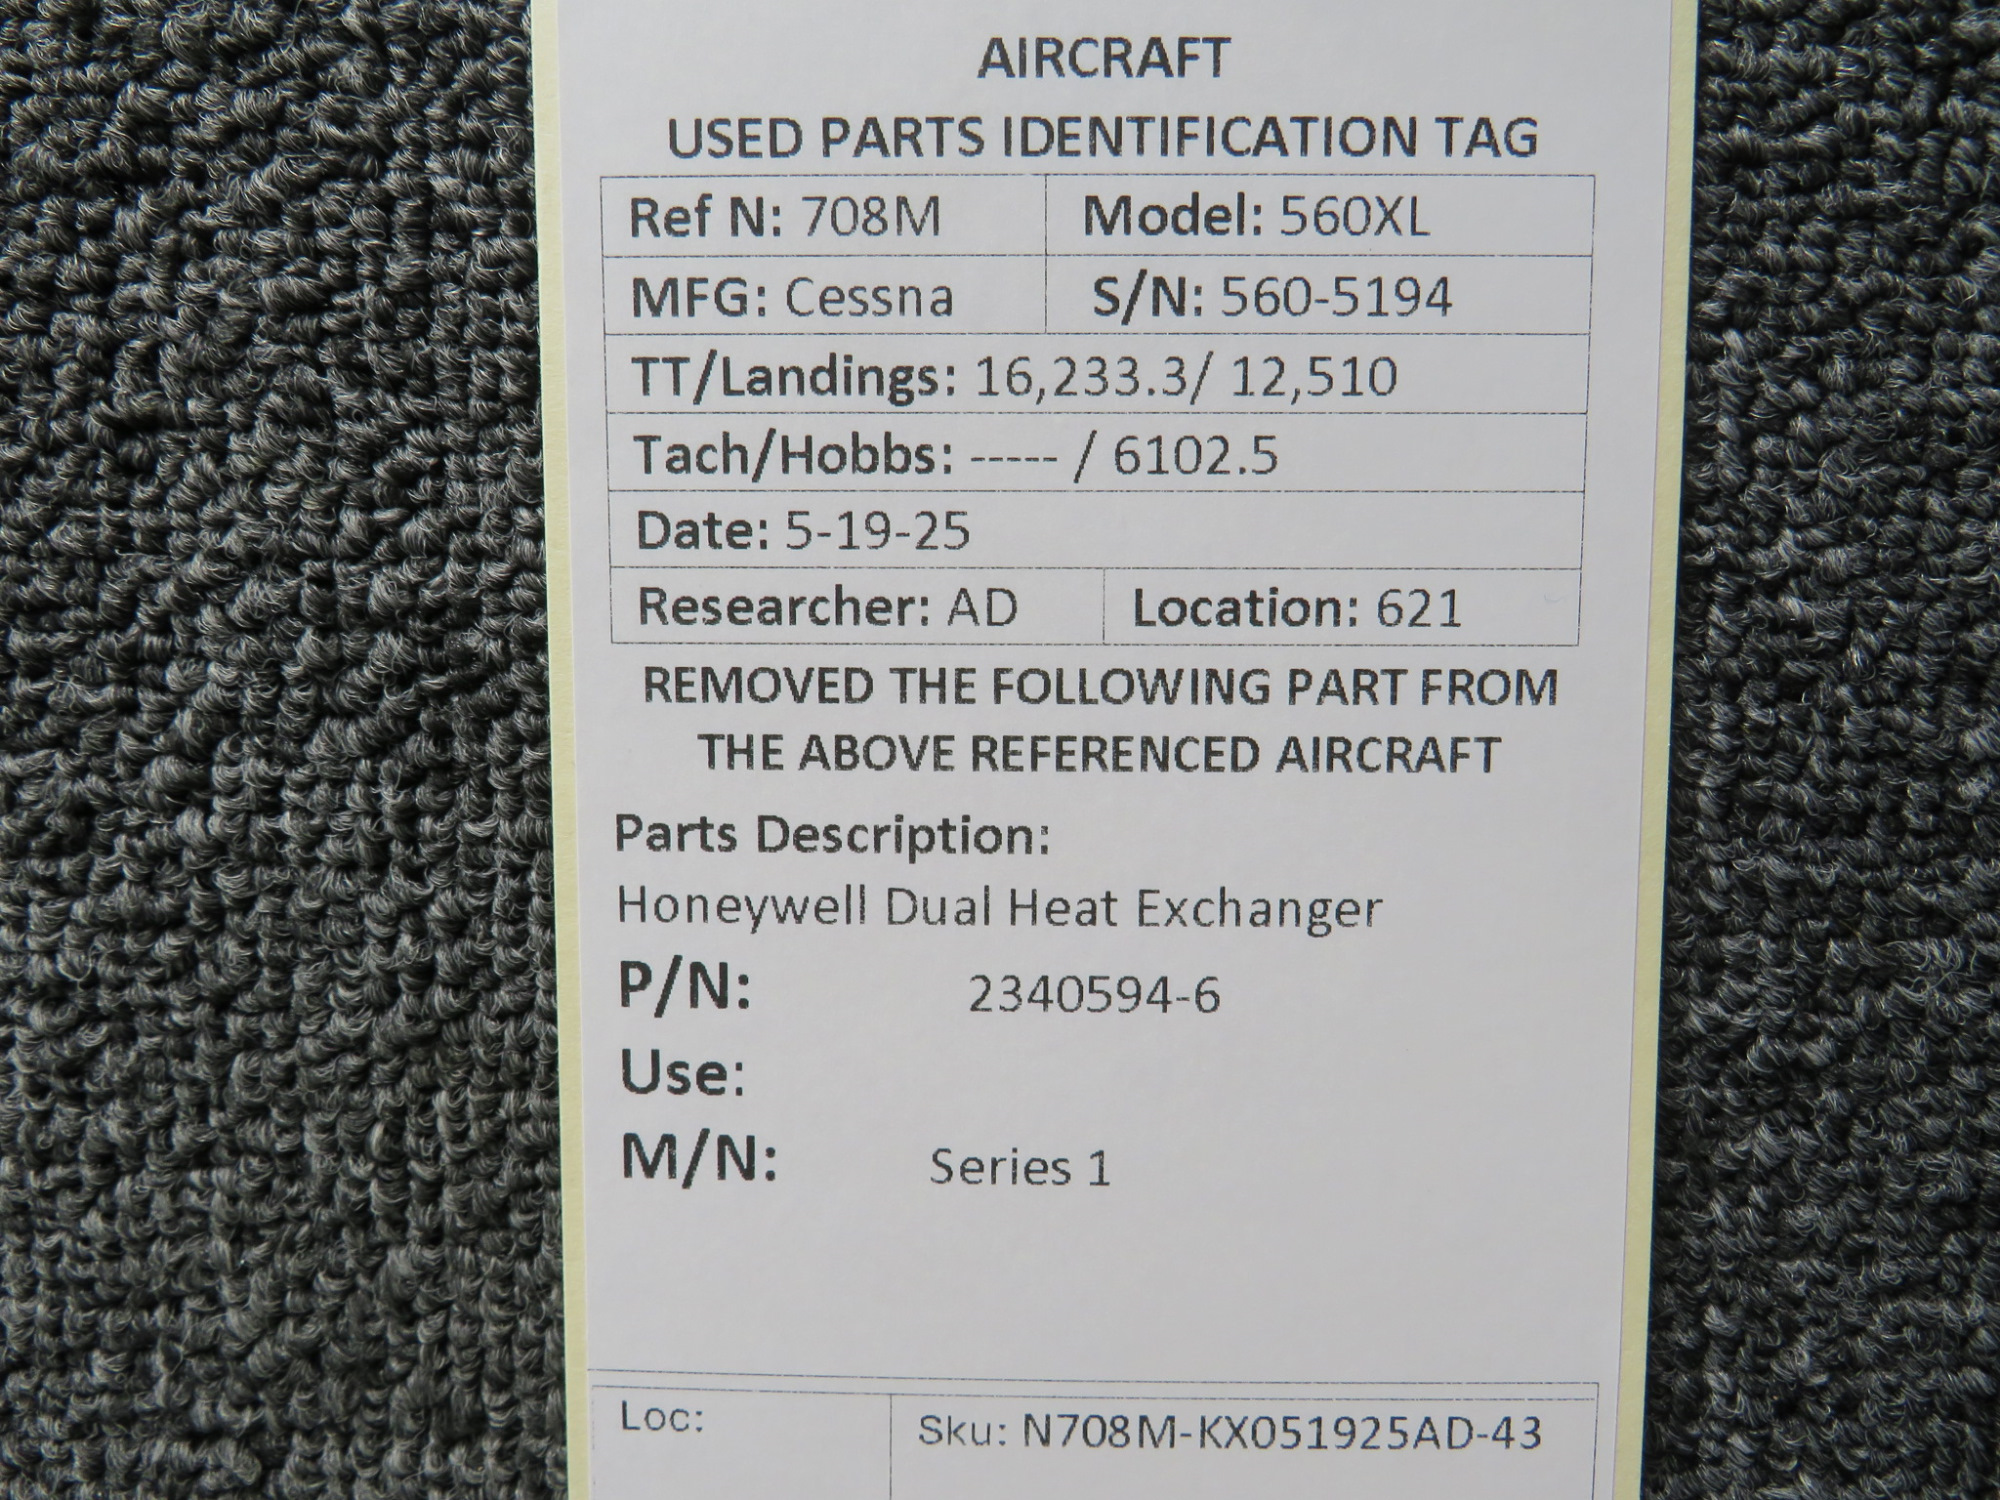 AIRCRAFT
USED PARTS IDENTIFICATION TAG
Ref N: 708M Model: 560XL
MFG: Cessna S/N: 560-5194
TT/Landings: 16,233.3/ 12,510
Tach/Hobbs: ----- / 6102.5
Date: 5-19-25
Researcher: AD Location: 621
REMOVED THE FOLLOWING PART FROM
THE ABOVE REFERENCED AIRCRAFT
Parts Description:
Honeywell Dual Heat Exchanger
P/N: 2340594-6
Use:
M/N: Series 1
Loc: Sku: N708M-KX051925AD-43